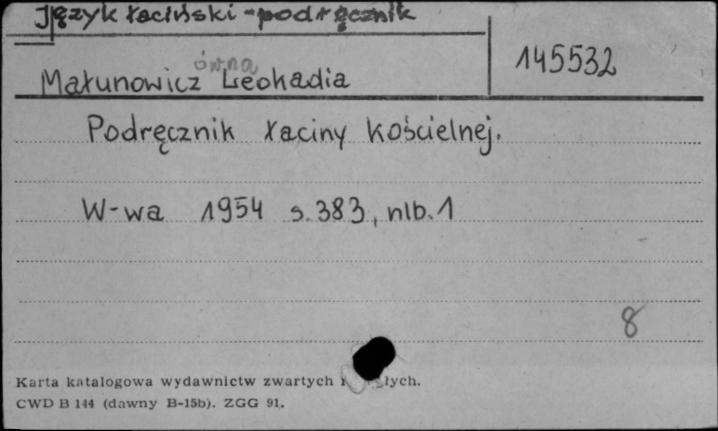 Język łaciński - podręcznik
145532
ówna
Małunowicz Leokadia
Podręcznik łaciny kościelnej.
W-wa 1954 s. 383, nlb. 1
8
Karta katalogowa wydawnictw zwartych
CWD B 144 (dawny B-15b). ZGG 91.